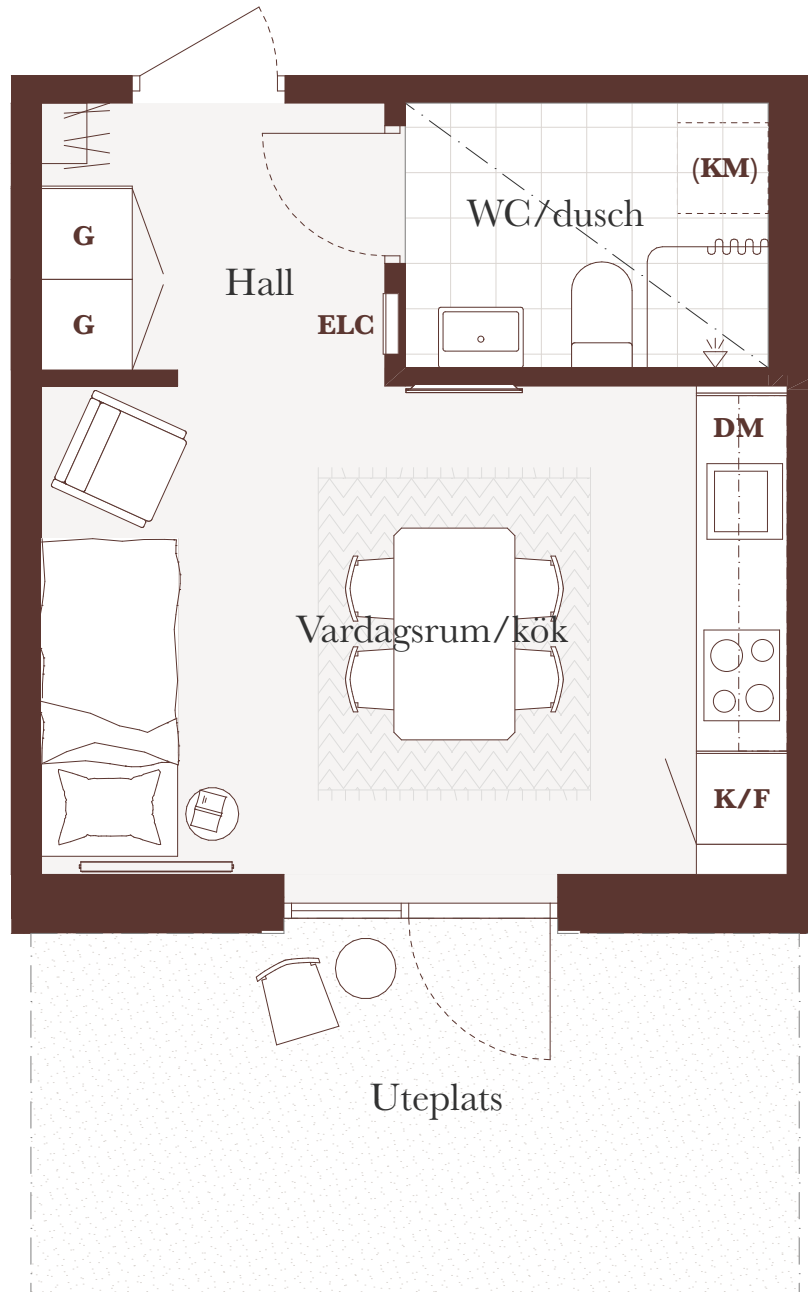 (KM)
WC/dusch
G
Hall
G
ELC
DM
Vardagsrum/kök
K/F
Uteplats